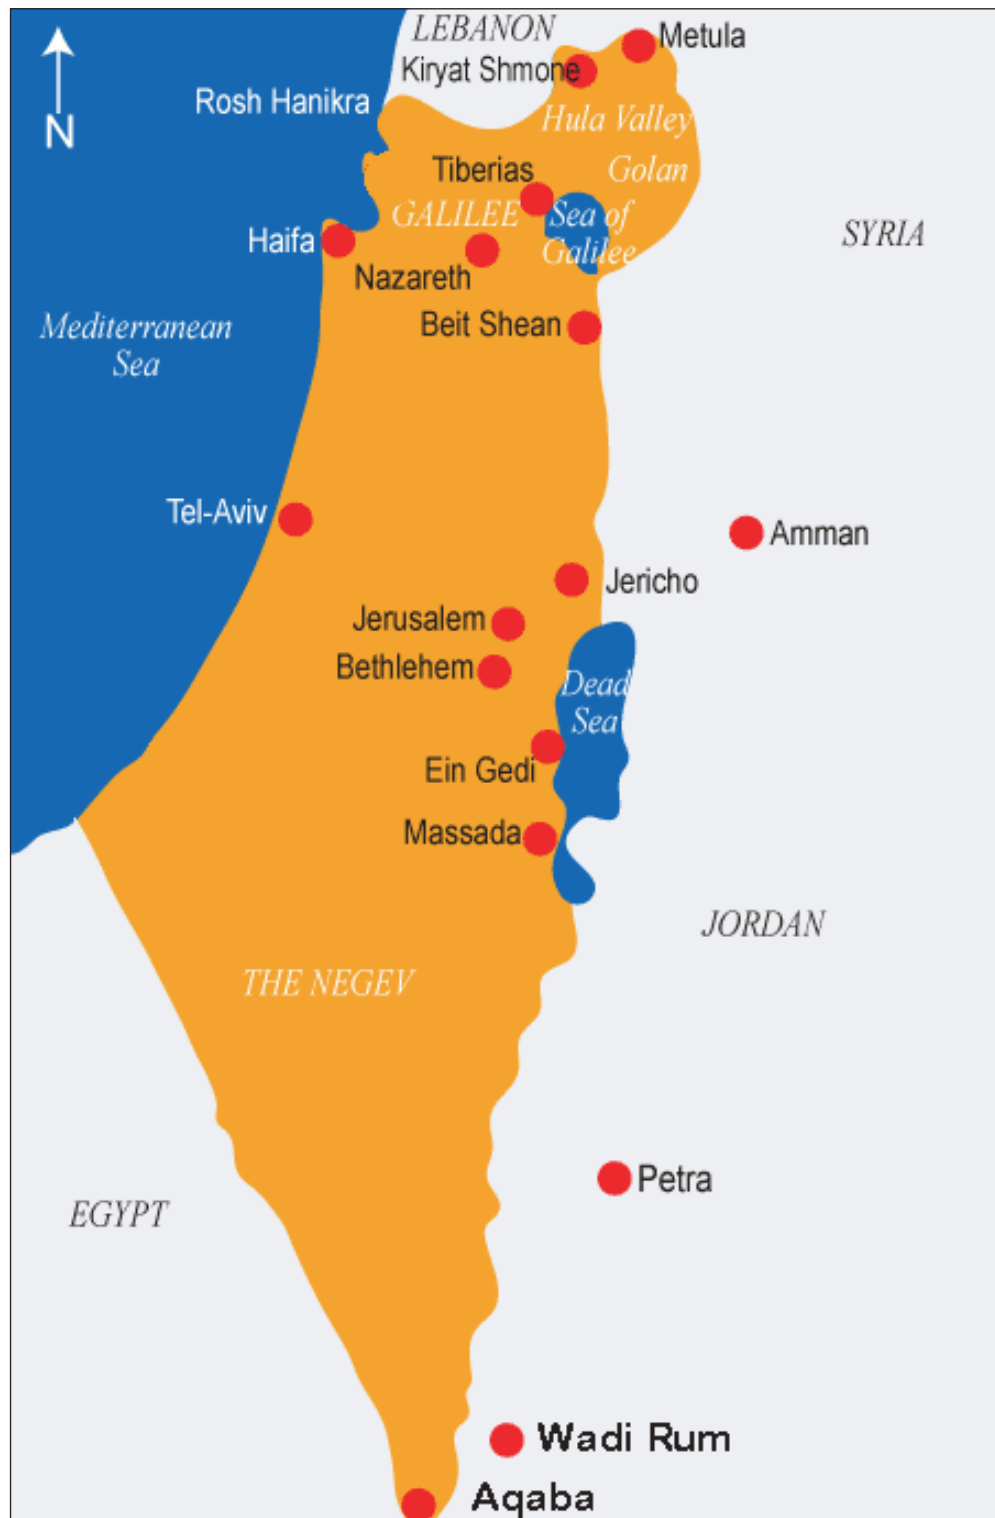 LEBANON
Metula
Kiryat Shmone
Rosh Hanikra
Hula Valley
N
Tiberias
Golan
GALILEE
Sea of
Galilee
SYRIA
Haifa
Nazareth
Mediterranean
Sea
Beit Shean
Tel-Aviv
Amman
Jericho
Jerusalem
Bethlehem
Dead
Sea
Ein Gedi
Massada
JORDAN
THE NEGEV
Petra
EGYPT
Wadi Rum
Aqaba